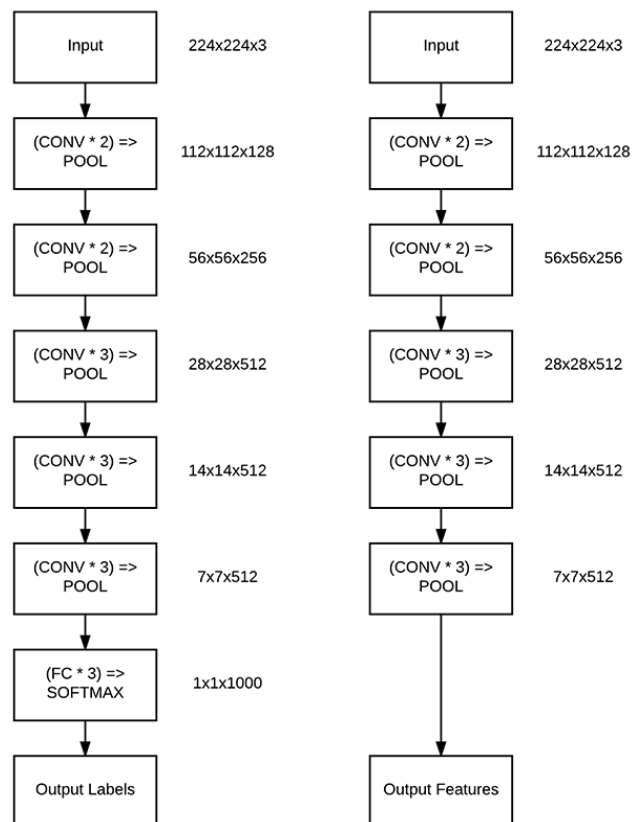 Input
224x224x3
(CONV * 2) =>
POOL
112x112x128
(CONV * 2) =>
POOL
56x56x256
(CONV * 3) =>
POOL
28x28x512
(CONV * 3) =>
POOL
14x14x512
(CONV * 3) =>
POOL
7x7x512
(FC * 3) =>
SOFTMAX
1x1x1000
Output Labels
Input
224x224x3
(CONV * 2) =>
POOL
112x112x128
(CONV * 2) =>
POOL
56x56x256
(CONV * 3) =>
POOL
28x28x512
(CONV * 3) =>
POOL
14x14x512
(CONV * 3) =>
POOL
7x7x512
Output Features